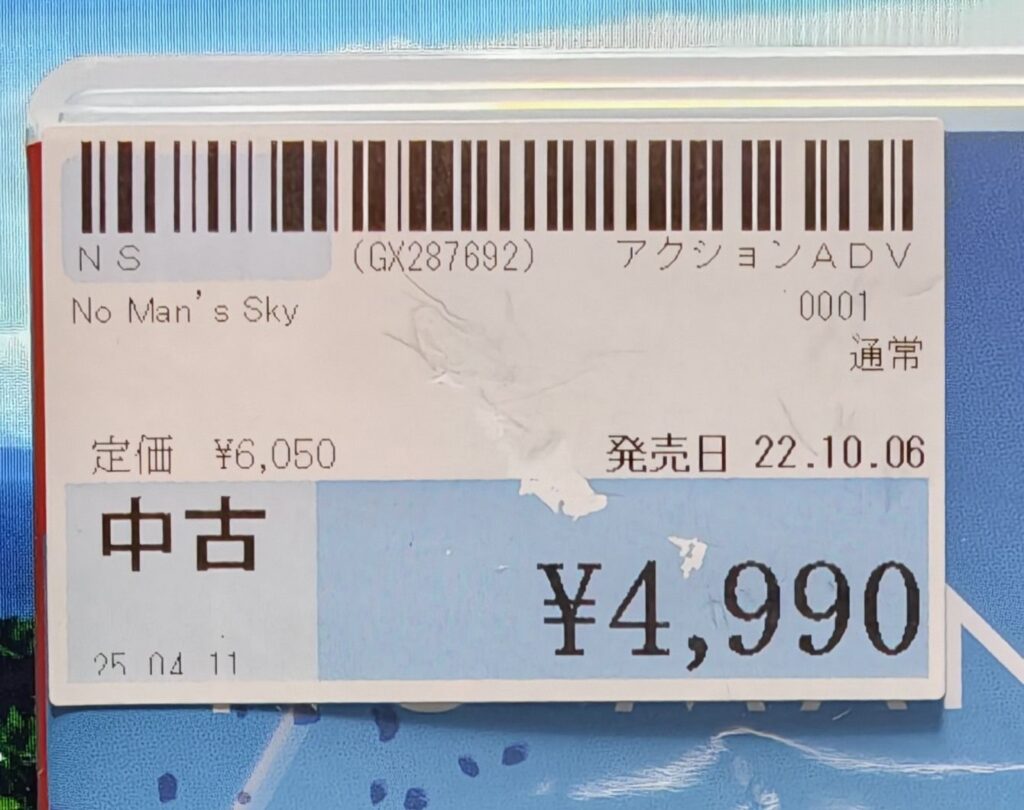 NS (GX287692) アクションADV
No Man's Sky 0001
通常
定価 ¥6,050 発売日 22.10.06
中古
¥4,990
25.04.11